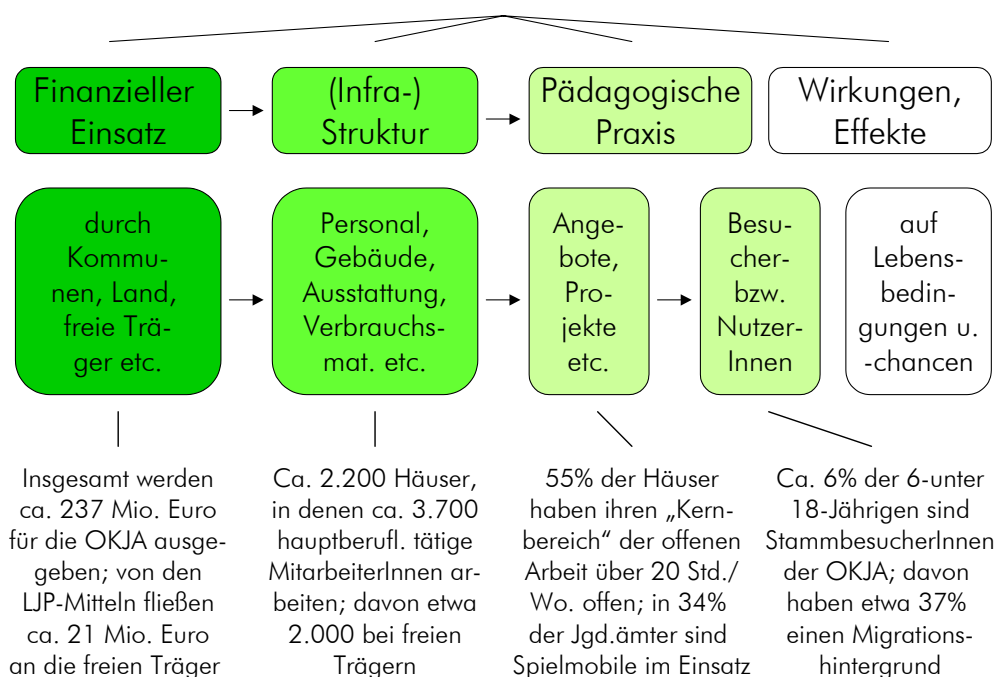 Finanzieller
Einsatz
(Infra-)
Struktur
Pädagogische
Praxis
Wirkungen,
Effekte
durch
Kommu-
nen, Land,
freie Trä-
ger etc.
Personal,
Gebäude,
Ausstattung,
Verbrauchs-
mat. etc.
Ange-
bote,
Pro-
jekte
etc.
Besu-
cher-
bzw.
Nutzer-
Innen
auf
Lebens-
bedin-
gungen u.
-chancen
Insgesamt werden
ca. 237 Mio. Euro
für die OKJA ausge-
geben; von den
LJP-Mitteln fließen
ca. 21 Mio. Euro
an die freien Träger
Ca. 2.200 Häuser,
in denen ca. 3.700
hauptberufl. tätige
MitarbeiterInnen ar-
beiten; davon etwa
2.000 bei freien
Trägern
55% der Häuser
haben ihren „Kern-
bereich“ der offenen
Arbeit über 20 Std./
Wo. offen; in 34%
der Jgd.ämter sind
Spielmobile im Einsatz
Ca. 6% der 6-unter
18-Jährigen sind
StammbesucherInnen
der OKJA; davon
haben etwa 37%
einen Migrations-
hintergrund